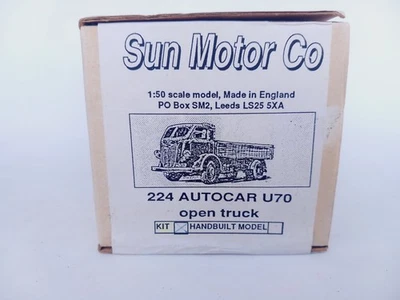 Sun Motor Co
1:50 scale model, Made in England
PO Box SM2, Leeds LS25 5XA
224 AUTOCAR U70
open truck
KIT HANDBUILT MODEL